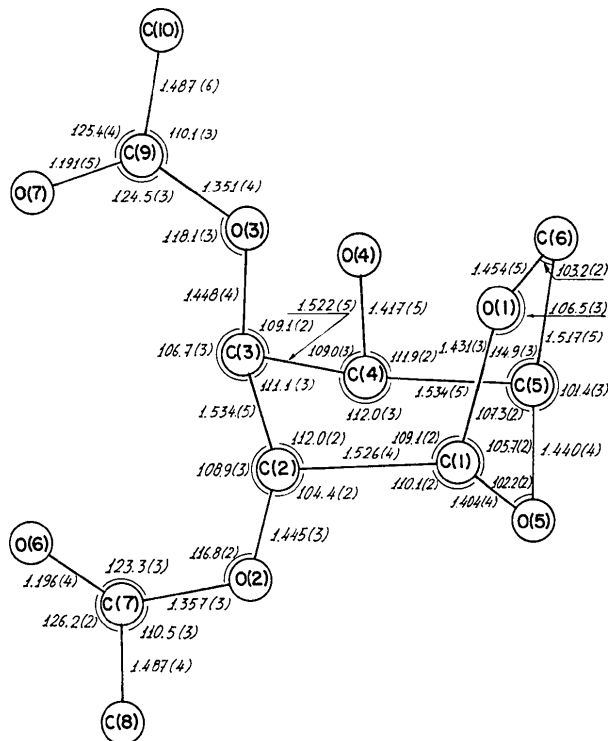 C(10)
1.487 (6)
125.4(4) 110.1(3)
C(9)
1.191(5)
O(7) 124.5(3) 1.351 (4)
118.1(3) O(3) O(4) C(6)
1.454(5) 103.2(2)
1.448(4) 1.522 (5) 1.417(5) O(1) 106.5(3)
109.1(2) 1.517(5)
106.7(3) C(3) 109.0(3) 111.9(2) 1.431(3) 114.9(3)
111.1(3) C(4) 1.534(5) C(5) 101.4(3)
112.0(3) 107.3(2)
1.534(5)
112.0(2) 109.1(2) 105.7(2) 1.440(4)
108.9(3) C(2) 1.526(4) C(1)
104.4(2) 110.1(2) 102.2(2)
1.404(4) O(5)
O(6) 116.8(2) 1.445(3)
123.3(3) O(2)
1.196(4) C(7) 1.357(3)
126.2(2) 110.5(3)
1.487(4)
C(8)